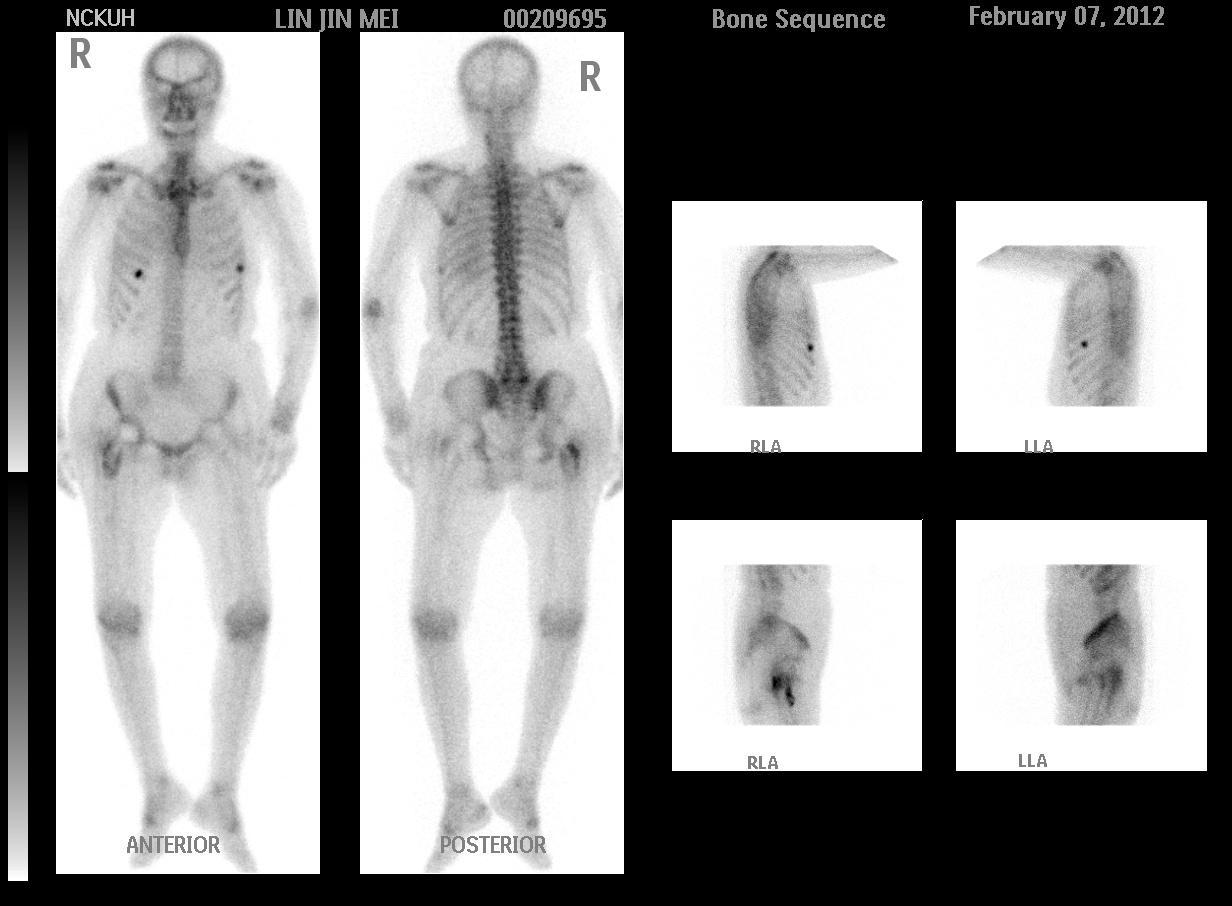 NCKUH LIN JIN MEI 00209695 Bone Sequence February 07, 2012
R
R
RLA
LLA
RLA
LLA
ANTERIOR
POSTERIOR